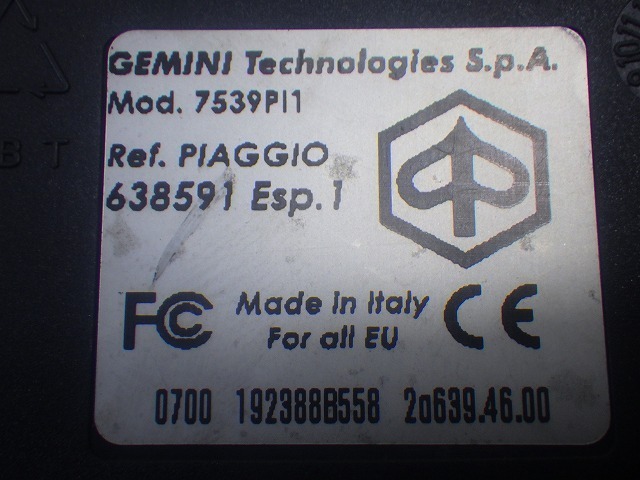 GEMINI Technologies S.p.A.
Mod. 7539PI1
Ref. PIAGGIO
638591 Esp.1
FC CE
Made in Italy
For all EU
0700 192388B558 2a639.46.00
BT